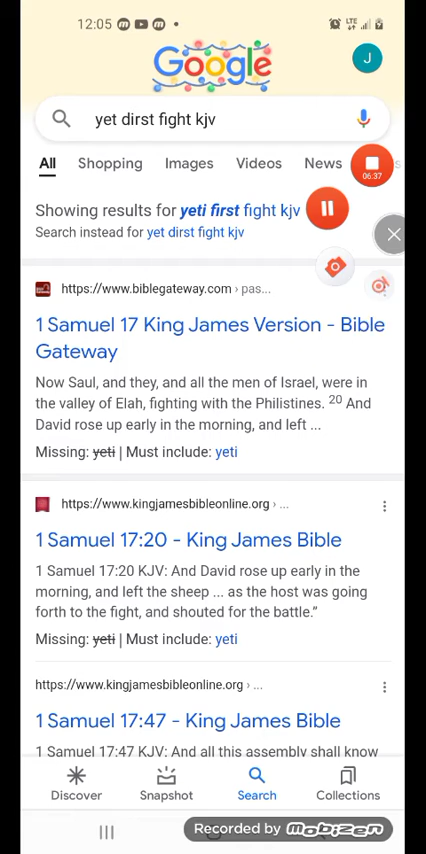 12:05
LTE
Google
J
yet dirst fight kjv
All Shopping Images Videos News
06:37
Showing results for yeti first fight kjv
Search instead for yet dirst fight kjv
https://www.biblegateway.com › pas...
1 Samuel 17 King James Version - Bible
Gateway
Now Saul, and they, and all the men of Israel, were in
the valley of Elah, fighting with the Philistines. 20 And
David rose up early in the morning, and left ...
Missing: yeti | Must include: yeti
https://www.kingjamesbibleonline.org › ...
1 Samuel 17:20 - King James Bible
1 Samuel 17:20 KJV: And David rose up early in the
morning, and left the sheep ... as the host was going
forth to the fight, and shouted for the battle.”
Missing: yeti | Must include: yeti
https://www.kingjamesbibleonline.org › ...
1 Samuel 17:47 - King James Bible
1 Samuel 17:47 KJV: And all this assembly shall know
Discover Snapshot Search Collections
Recorded by Mobizen